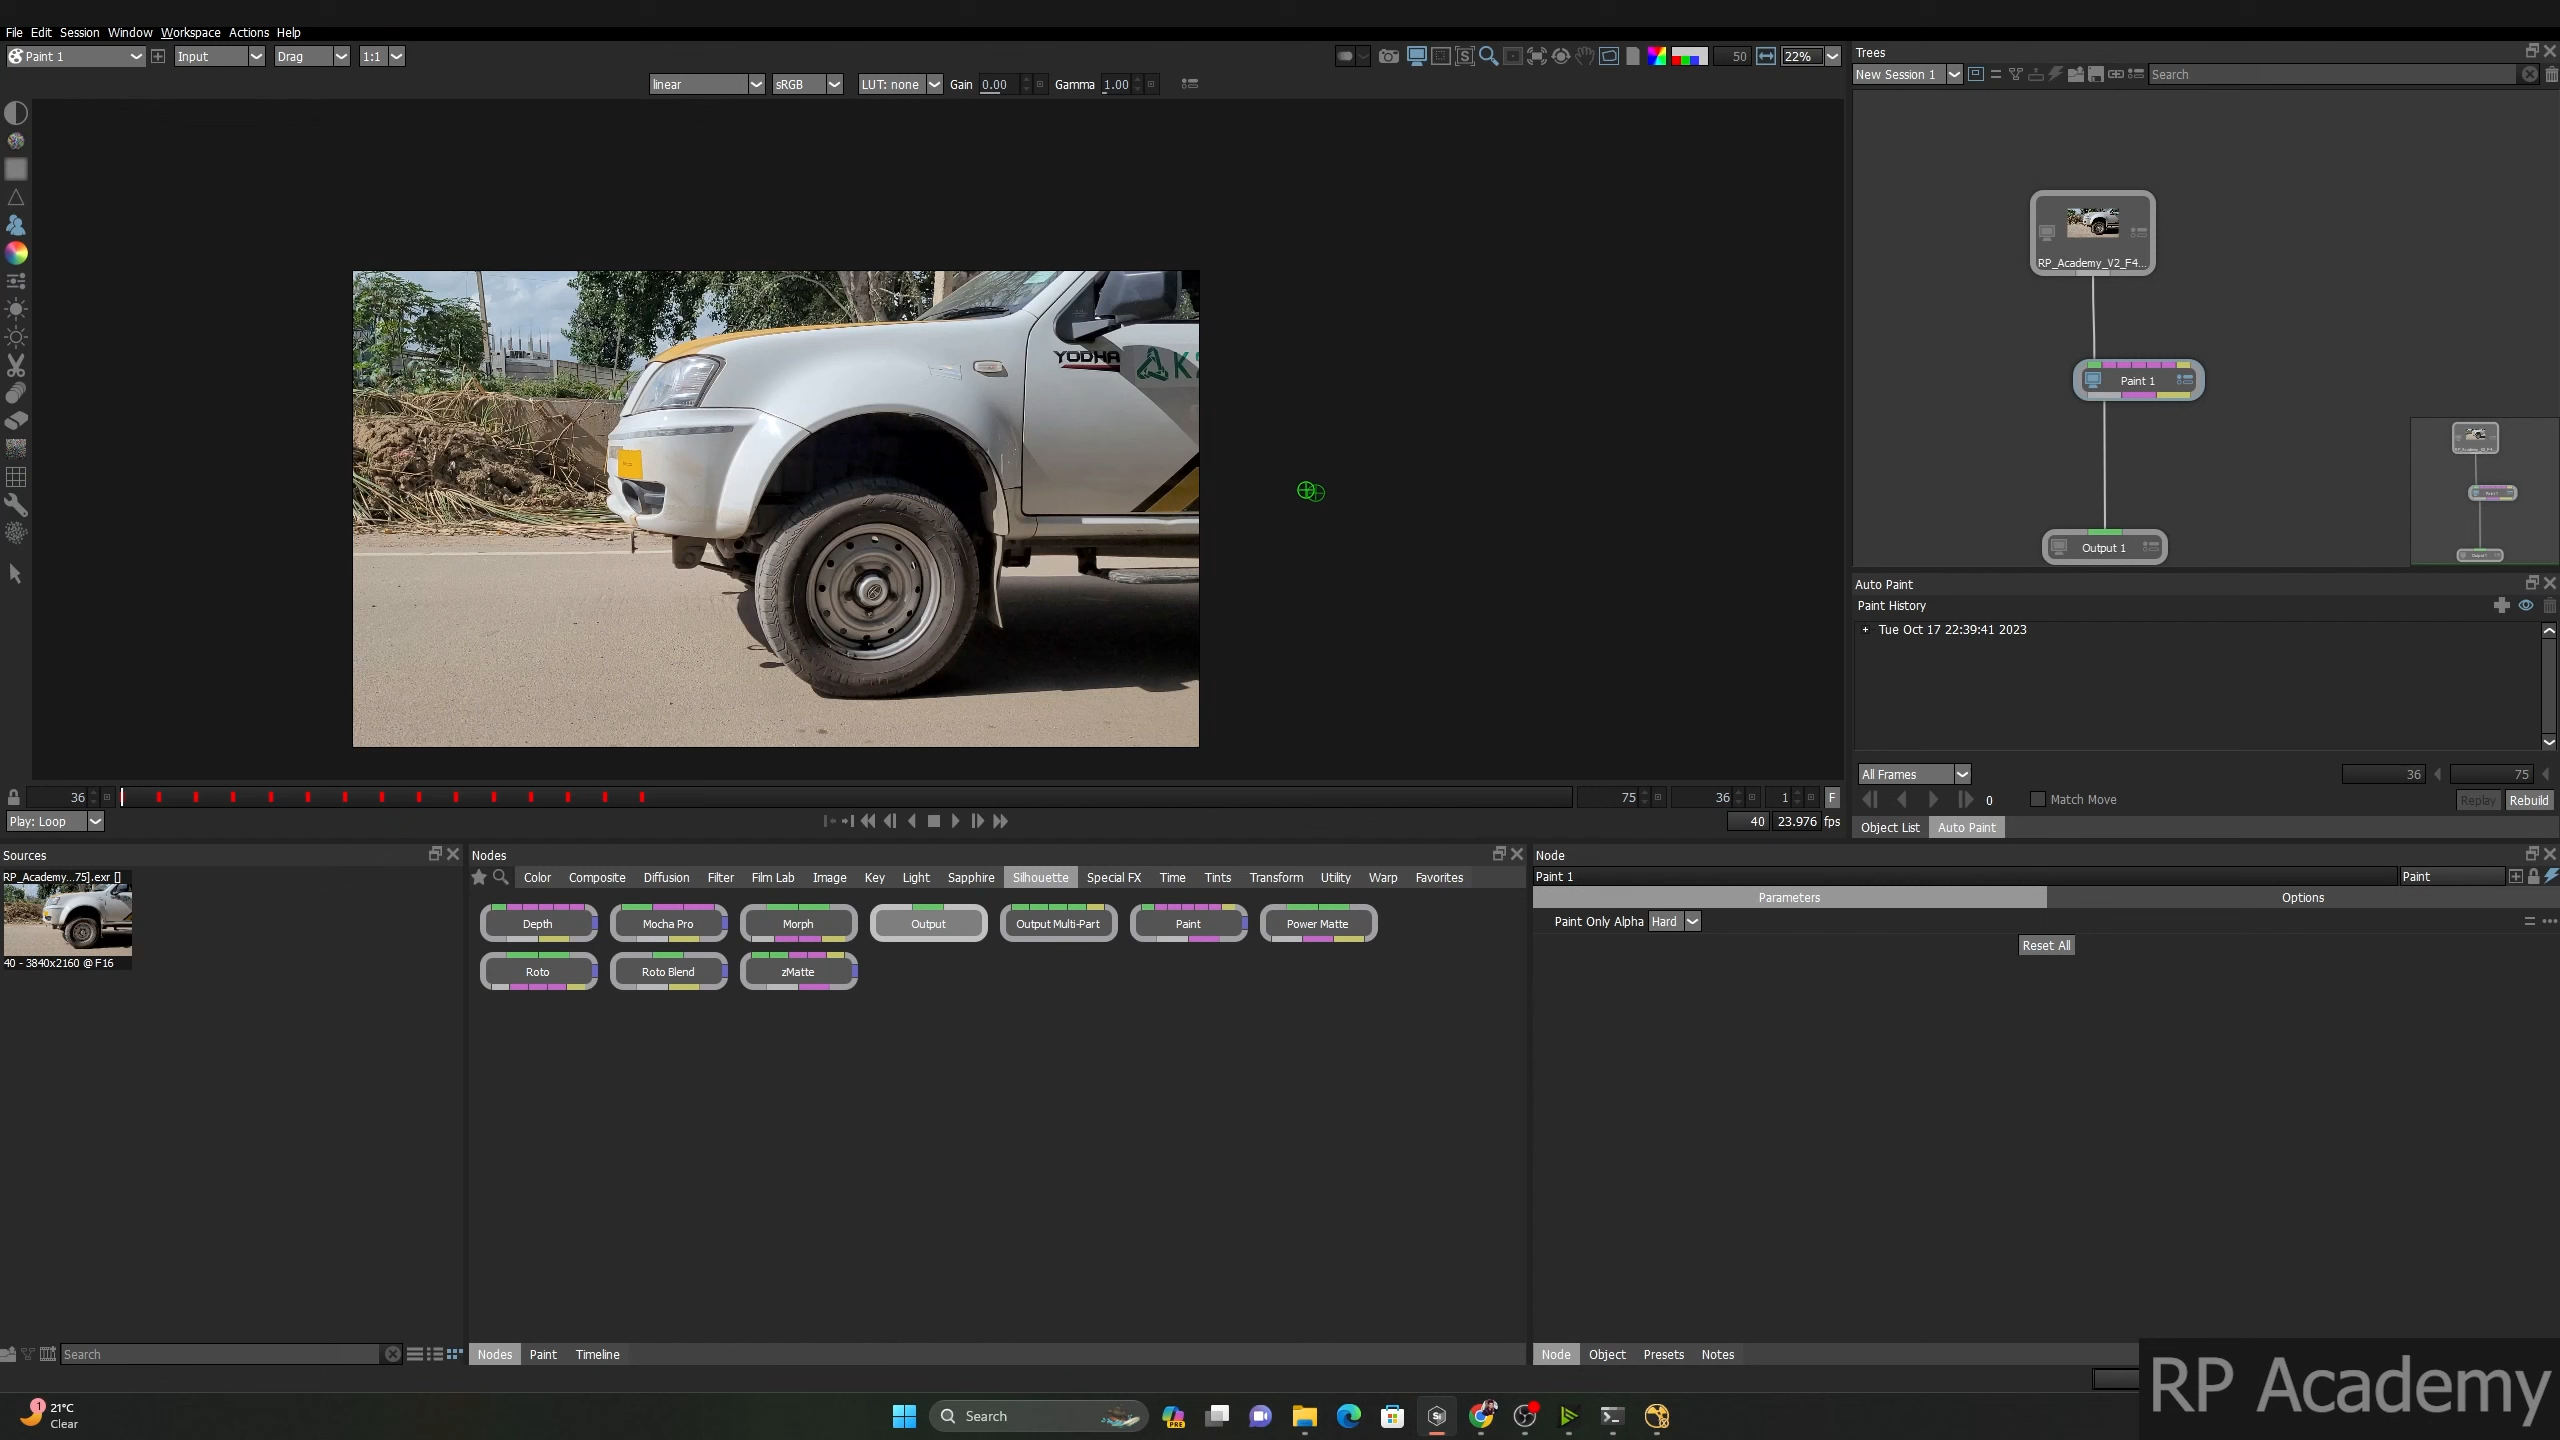 File Edit Session Window Workspace Actions Help
Paint 1 Input Drag 1:1 50 22%
linear sRGB LUT: none Gain 0.00 Gamma 1.00
Trees
New Session 1 Search
RP_Academy_V2_F4...
Paint 1
Output 1
YODHA
K
Auto Paint
Paint History
+ Tue Oct 17 22:39:41 2023
All Frames 36 75
0 Match Move Replay Rebuild
Object List Auto Paint
36 75 36 1 F
Play: Loop 40 23.976 fps
Sources
RP_Academy...75].exr []
40 - 3840x2160 @ F16
Search
Nodes
Color Composite Diffusion Filter Film Lab Image Key Light Sapphire Silhouette Special FX Time Tints Transform Utility Warp Favorites
Depth Mocha Pro Morph Output Output Multi-Part Paint Power Matte
Roto Roto Blend zMatte
Nodes Paint Timeline
Node
Paint 1 Paint
Parameters Options
Paint Only Alpha Hard
Reset All
Node Object Presets Notes
RP Academy
1 21°C
Clear
Search
PRE